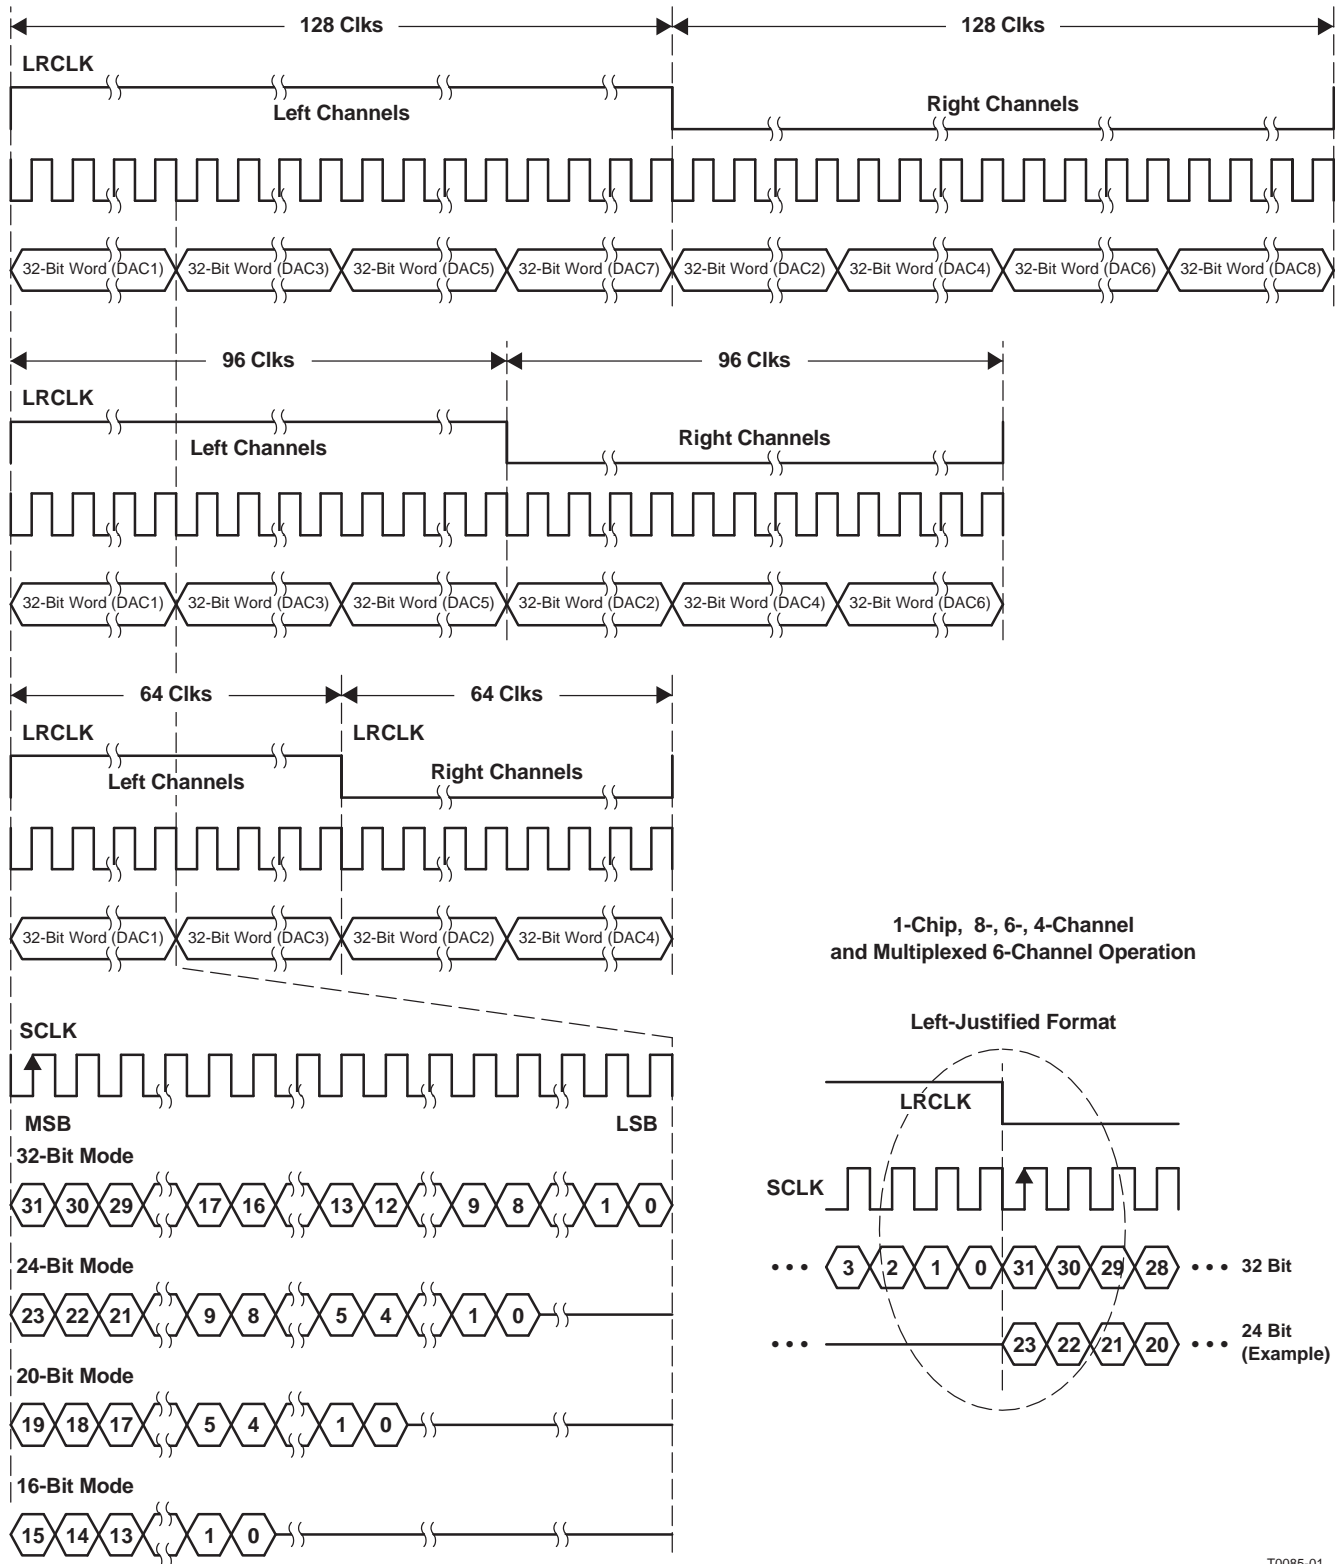 128 Clks 128 Clks
LRCLK
Left Channels Right Channels
32-Bit Word (DAC1) 32-Bit Word (DAC3) 32-Bit Word (DAC5) 32-Bit Word (DAC7) 32-Bit Word (DAC2) 32-Bit Word (DAC4) 32-Bit Word (DAC6) 32-Bit Word (DAC8)
96 Clks 96 Clks
LRCLK
Left Channels Right Channels
32-Bit Word (DAC1) 32-Bit Word (DAC3) 32-Bit Word (DAC5) 32-Bit Word (DAC2) 32-Bit Word (DAC4) 32-Bit Word (DAC6)
64 Clks 64 Clks
LRCLK LRCLK
Left Channels Right Channels
32-Bit Word (DAC1) 32-Bit Word (DAC3) 32-Bit Word (DAC2) 32-Bit Word (DAC4)
SCLK
MSB LSB
32-Bit Mode
31 30 29 17 16 13 12 9 8 1 0
24-Bit Mode
23 22 21 9 8 5 4 1 0
20-Bit Mode
19 18 17 5 4 1 0
16-Bit Mode
15 14 13 1 0
1-Chip, 8-, 6-, 4-Channel
and Multiplexed 6-Channel Operation
Left-Justified Format
LRCLK
SCLK
••• 3 2 1 0 31 30 29 28 ••• 32 Bit
••• 23 22 21 20 ••• 24 Bit
(Example)
T0085-01